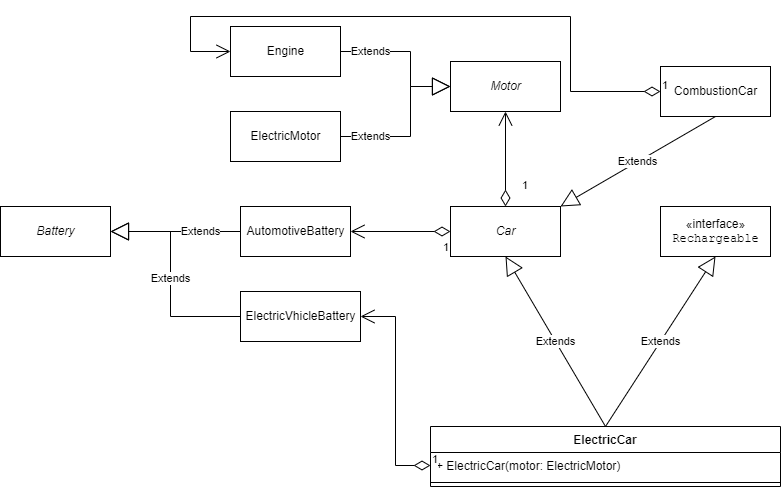 Engine
Extends
Motor
1
CombustionCar
ElectricMotor
Extends
1
Extends
Battery
Extends
AutomotiveBattery
1
Car
«interface»
Rechargeable
Extends
ElectricVhicleBattery
Extends
Extends
ElectricCar
1
+ ElectricCar(motor: ElectricMotor)